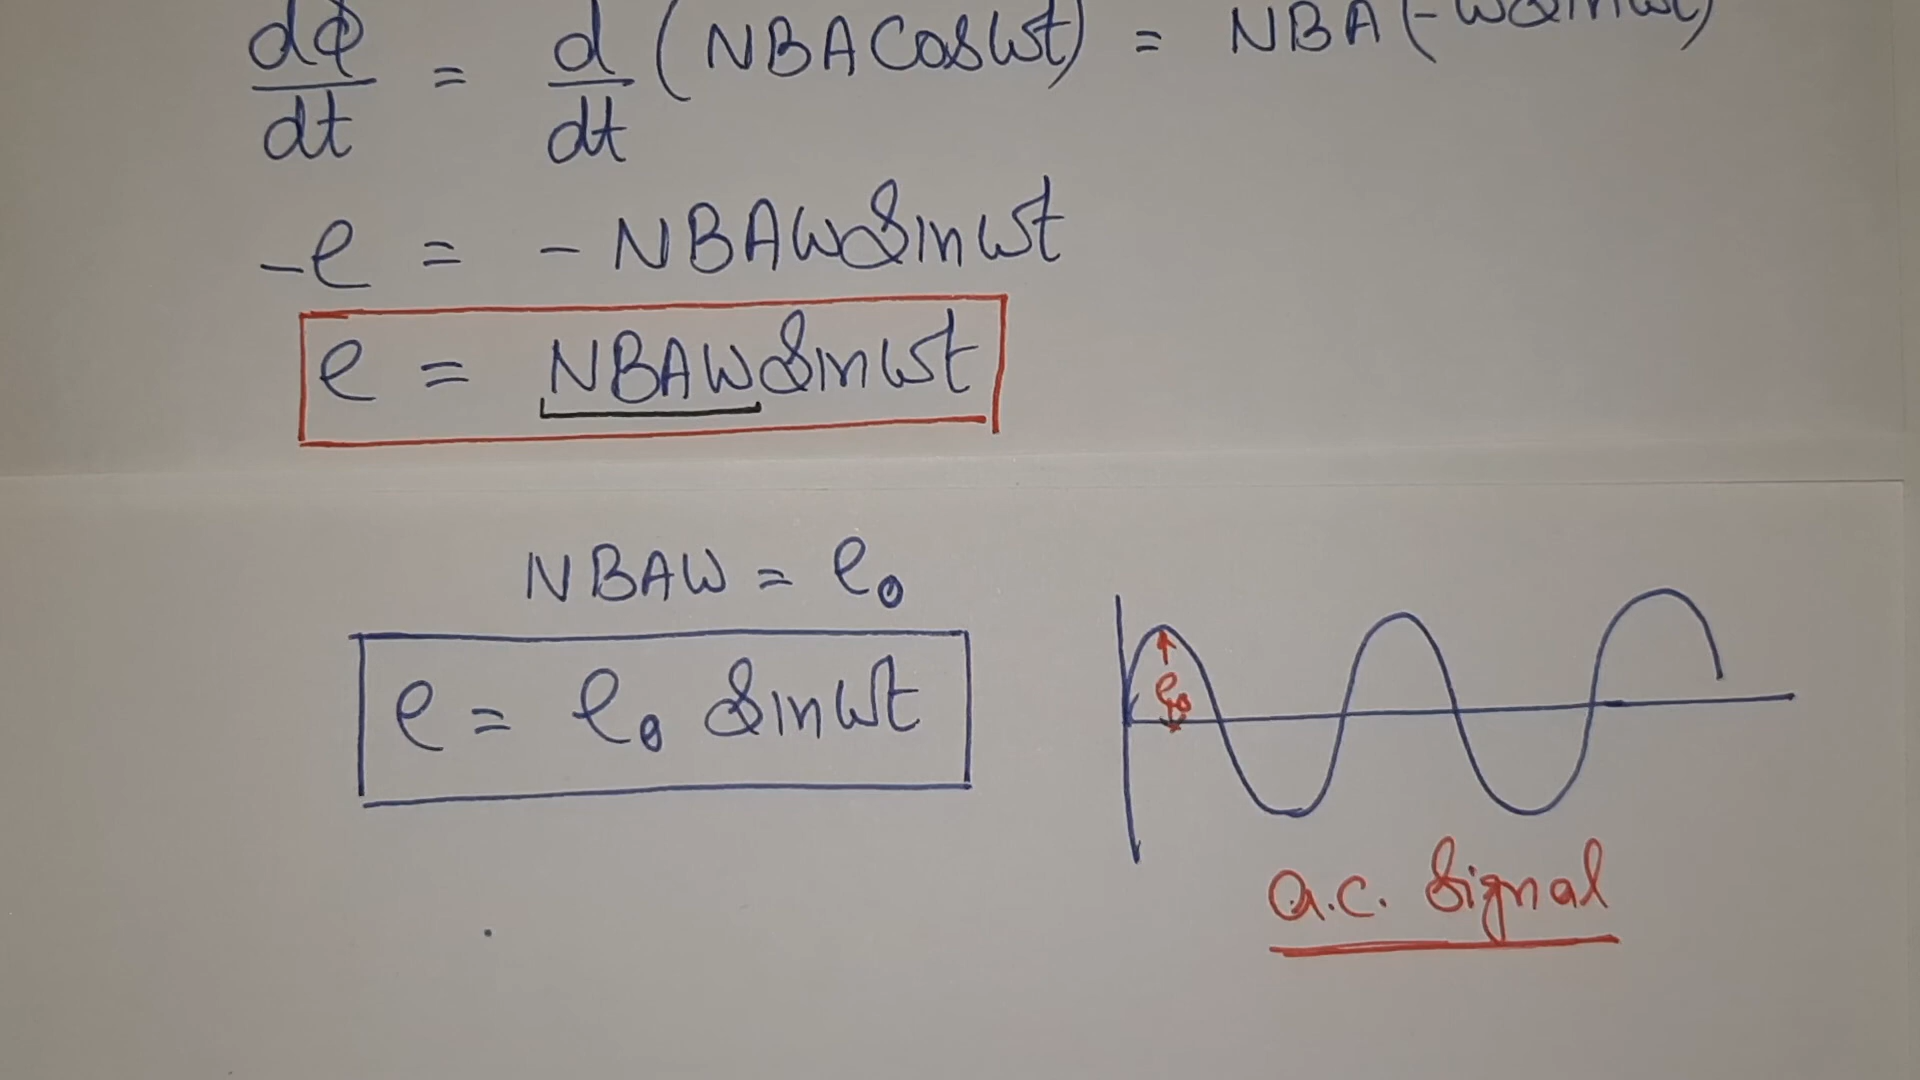 dΦ/dt = d/dt (NBACosωt) = NBA(-ωSinωt)
-e = - NBAωSinωt
e = NBAωSinωt
NBAω = e₀
e = e₀ Sinωt
e₀
a.c. Signal